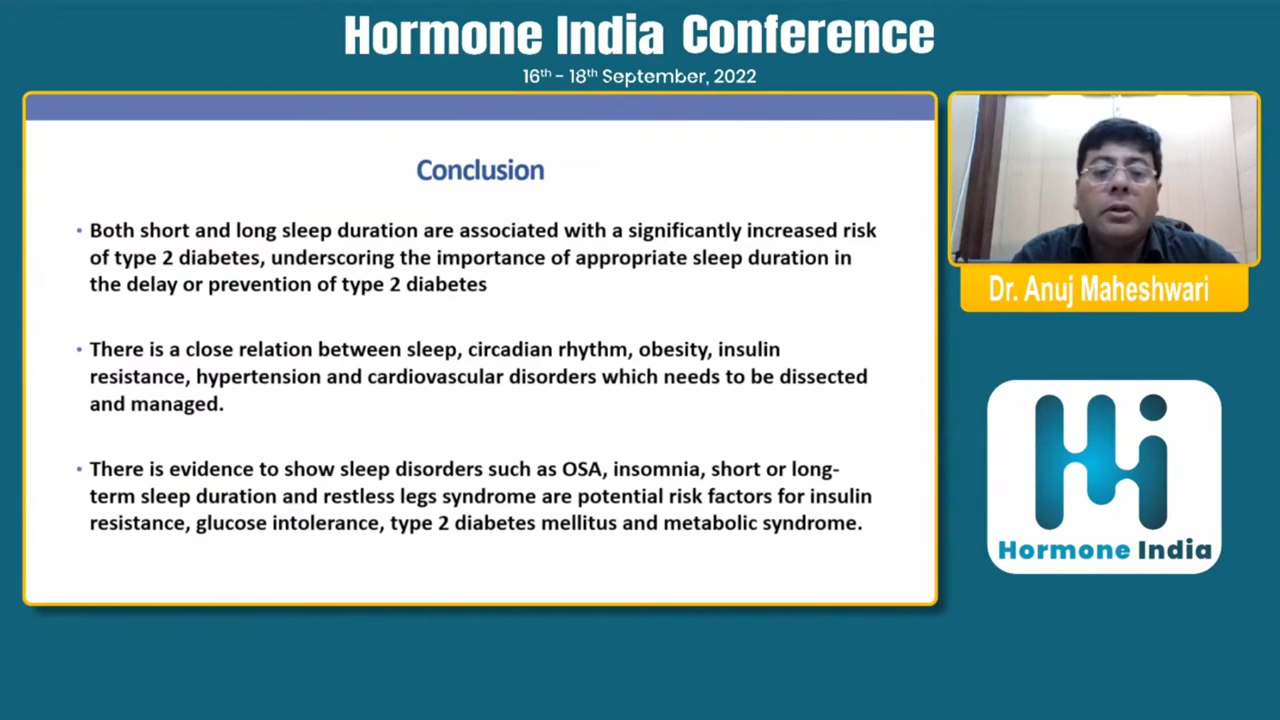 Hormone India Conference
16th - 18th September, 2022
Conclusion
• Both short and long sleep duration are associated with a significantly increased risk
of type 2 diabetes, underscoring the importance of appropriate sleep duration in
the delay or prevention of type 2 diabetes
• There is a close relation between sleep, circadian rhythm, obesity, insulin
resistance, hypertension and cardiovascular disorders which needs to be dissected
and managed.
• There is evidence to show sleep disorders such as OSA, insomnia, short or long-
term sleep duration and restless legs syndrome are potential risk factors for insulin
resistance, glucose intolerance, type 2 diabetes mellitus and metabolic syndrome.
Dr. Anuj Maheshwari
Hi
Hormone India